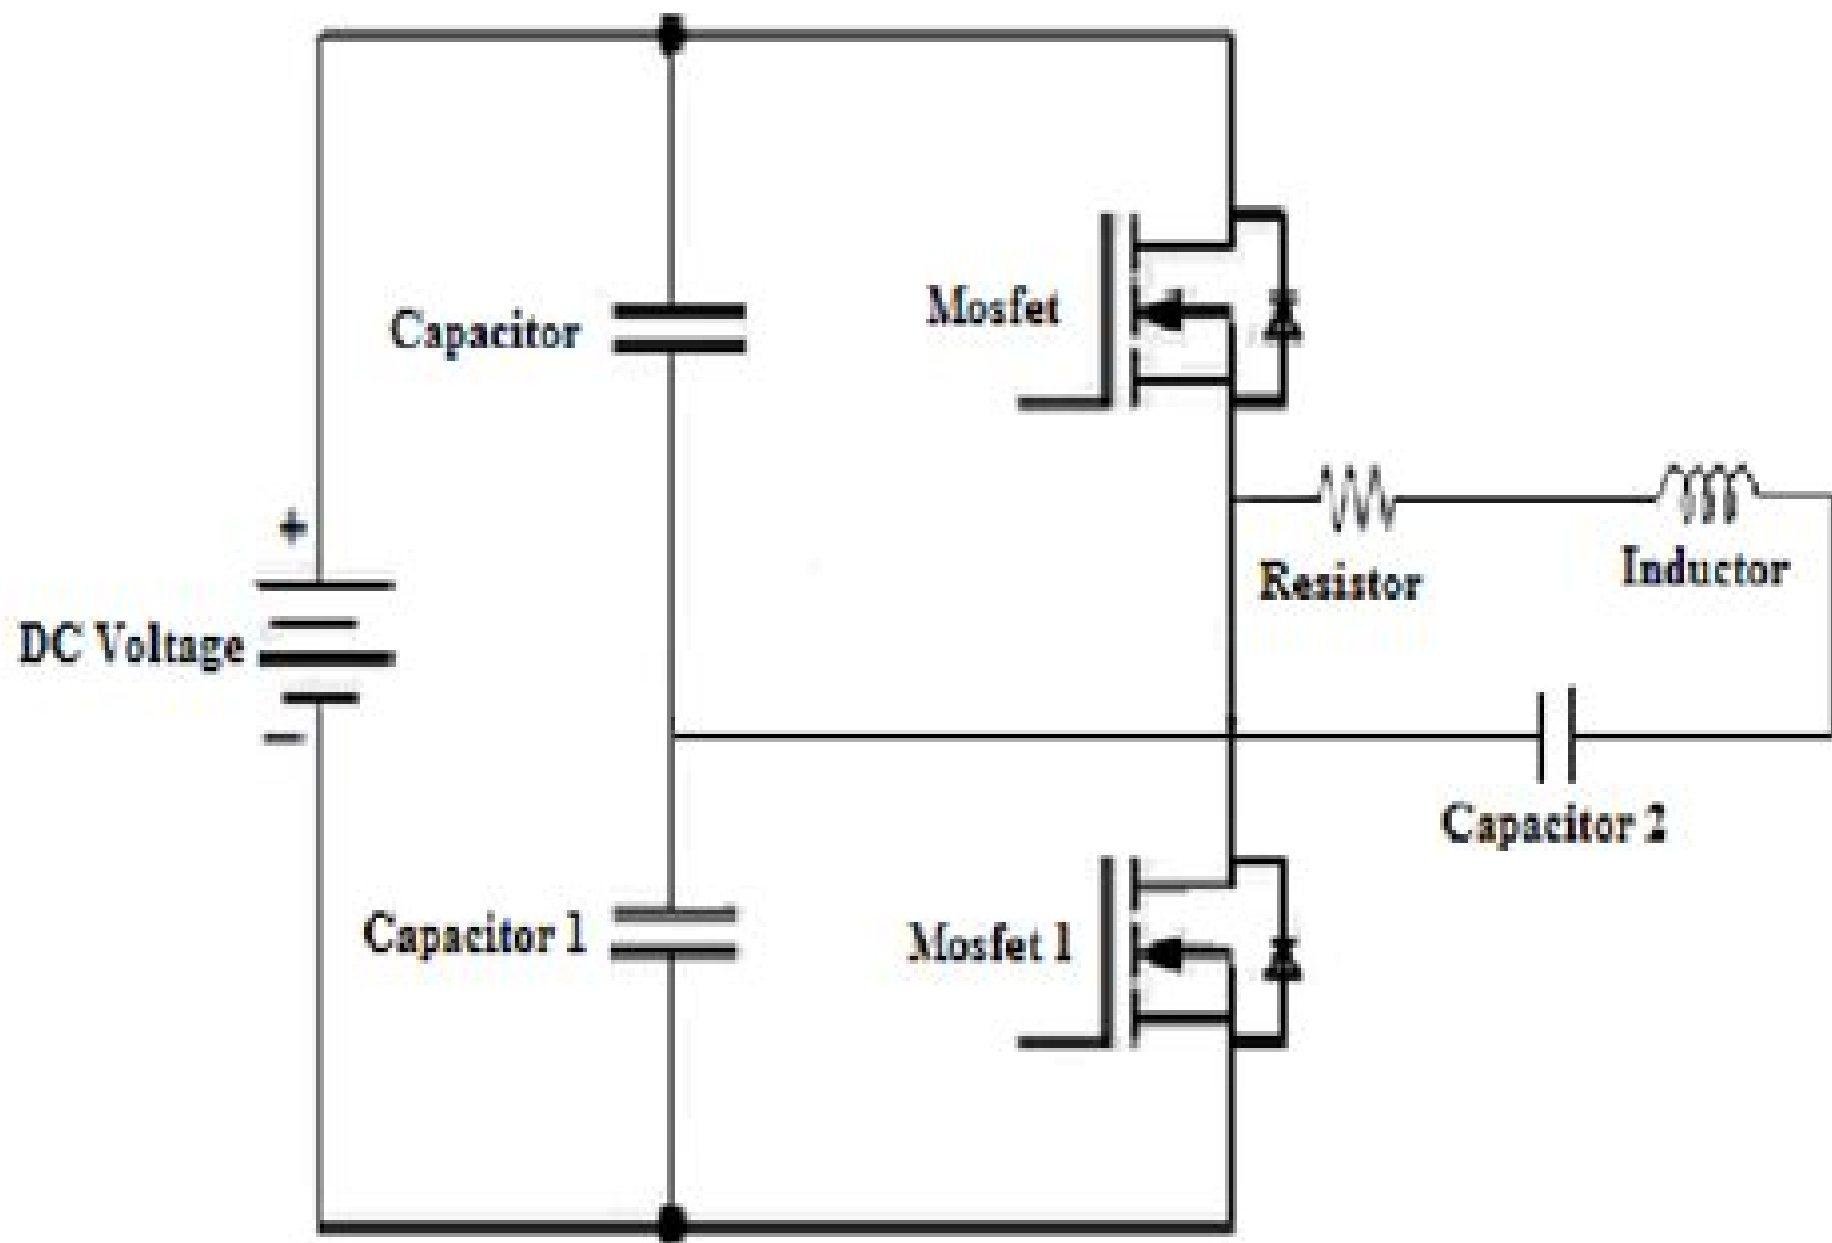 Capacitor
Mosfet
+
DC Voltage
−
Resistor
Inductor
Capacitor 2
Capacitor 1
Mosfet 1